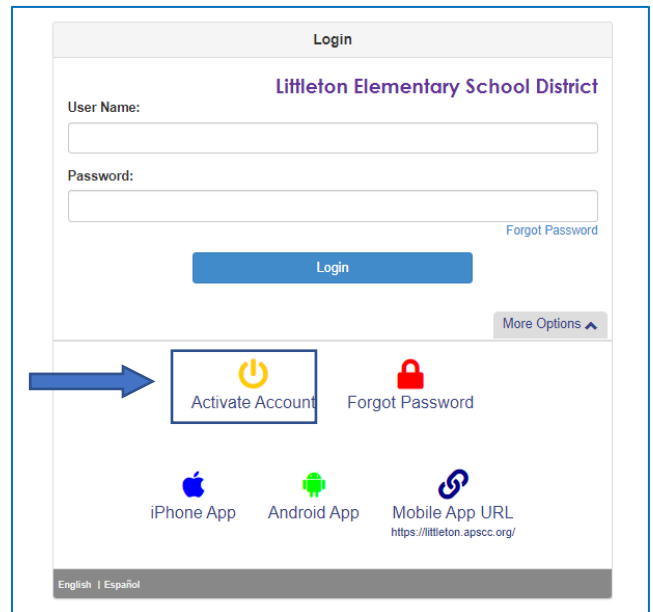 Login
Littleton Elementary School District
User Name:
Password:
Forgot Password
Login
More Options
Activate Account
Forgot Password
iPhone App
Android App
Mobile App URL
https://littleton.apscc.org/
English | Español